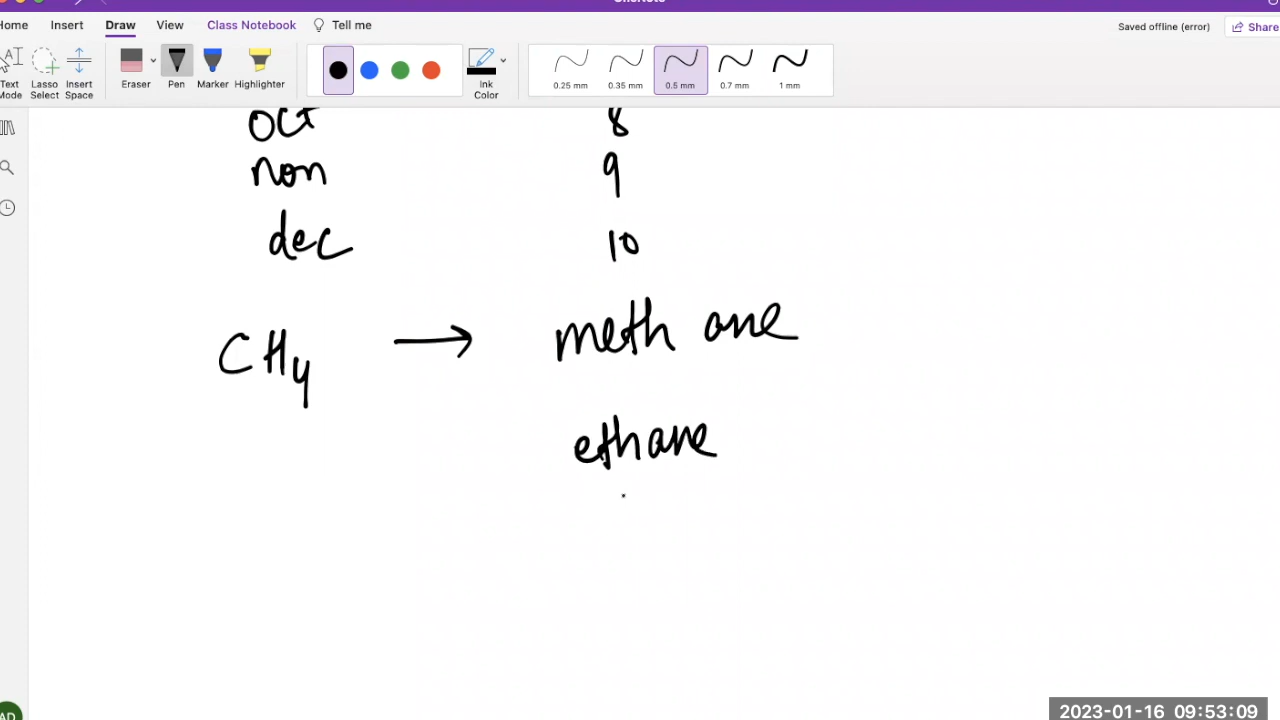 OneNote
Home Insert Draw View Class Notebook Tell me
Saved offline (error) Share
Text Mode Lasso Select Insert Space Eraser Pen Marker Highlighter Ink Color 0.25 mm 0.35 mm 0.5 mm 0.7 mm 1 mm
oct 8
non 9
dec 10
CH4 → meth ane
ethane
AD
2023-01-16 09:53:09